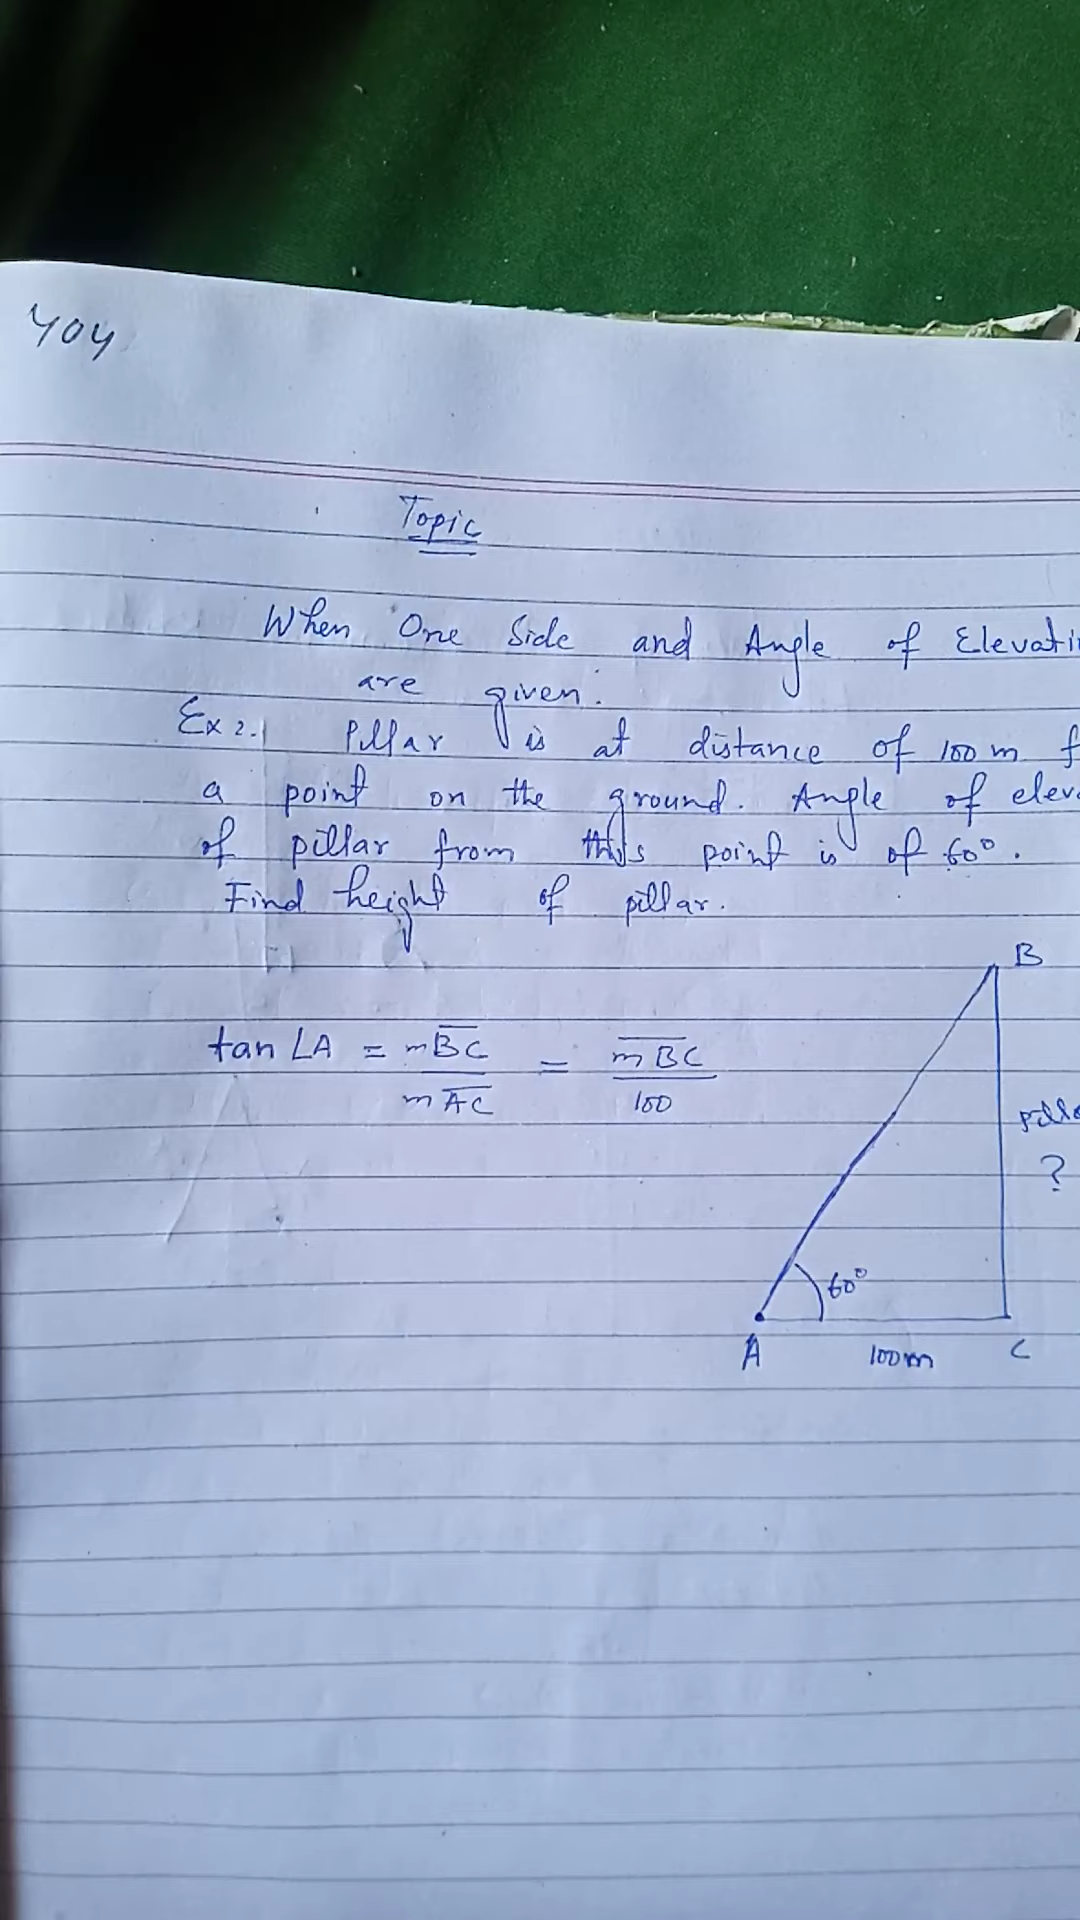 404
Topic
When One Side and Angle of Elevati
are given.
Ex 2. Pillar is at distance of 100 m f
a point on the ground. Angle of elev
of pillar from this point is of 60°.
Find height of pillar.
B
tan ∠A = mBC / mAC = mBC / 100
pilla
?
60°
A 100m C